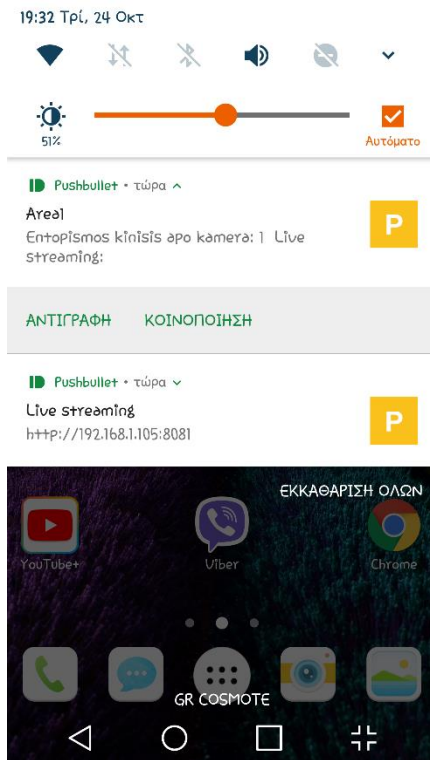 19:32 Τρί, 24 Οκτ
51%
Αυτόματο
Pushbullet • τώρα
Area1
Entopismos kinisis apo kamera: 1 Live
streaming:
P
ΑΝΤΙΓΡΑΦΗ ΚΟΙΝΟΠΟΙΗΣΗ
Pushbullet • τώρα
Live streaming
http://192.168.1.105:8081
P
ΕΚΚΑΘΑΡΙΣΗ ΟΛΩΝ
YouTube+ Viber Chrome
GR COSMOTE